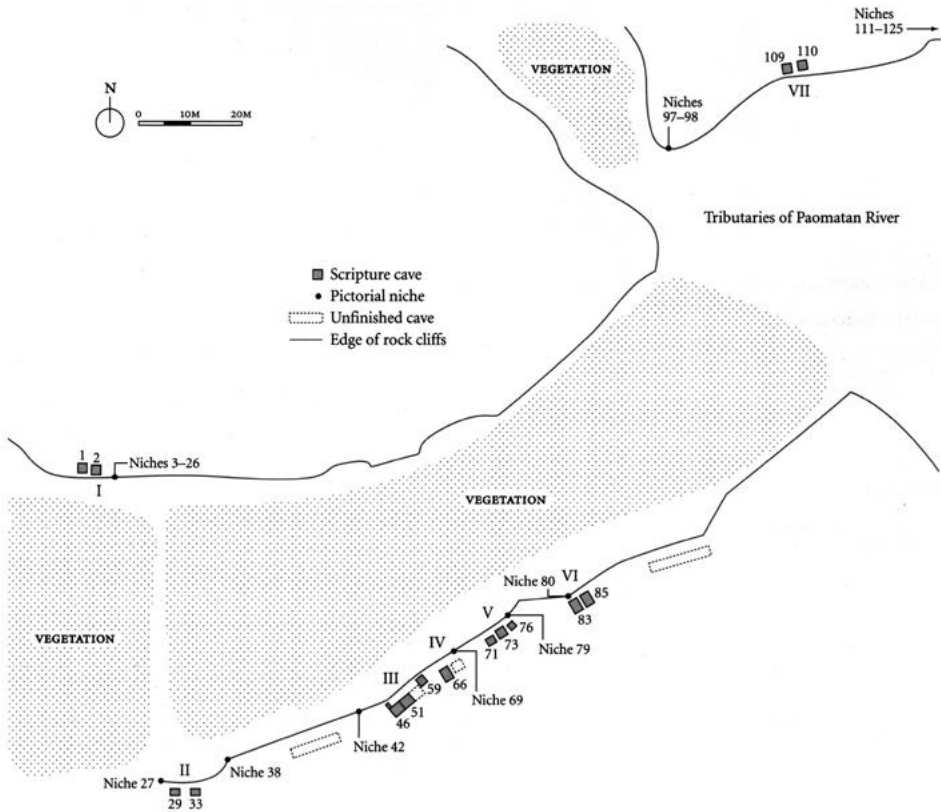 Niches
111–125
109
110
VII
VEGETATION
N
0
10M
20M
Niches
97–98
Tributaries of Paomatan River
Scripture cave
Pictorial niche
Unfinished cave
Edge of rock cliffs
1
2
Niches 3–26
I
VEGETATION
VEGETATION
Niche 80
VI
85
83
V
76
73
71
Niche 79
IV
66
Niche 69
III
59
51
46
Niche 42
Niche 38
Niche 27
II
29
33